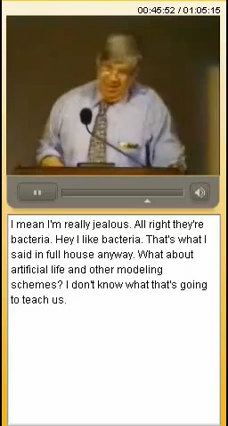 00:45:52 / 01:05:15
I mean I'm really jealous. All right they're
bacteria. Hey I like bacteria. That's what I
said in full house anyway. What about
artificial life and other modeling
schemes? I don't know what that's going
to teach us.